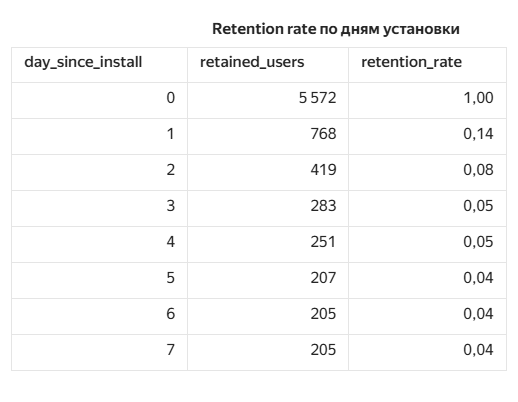 Retention rate по дням установки
day_since_install retained_users retention_rate
0 5 572 1,00
1 768 0,14
2 419 0,08
3 283 0,05
4 251 0,05
5 207 0,04
6 205 0,04
7 205 0,04